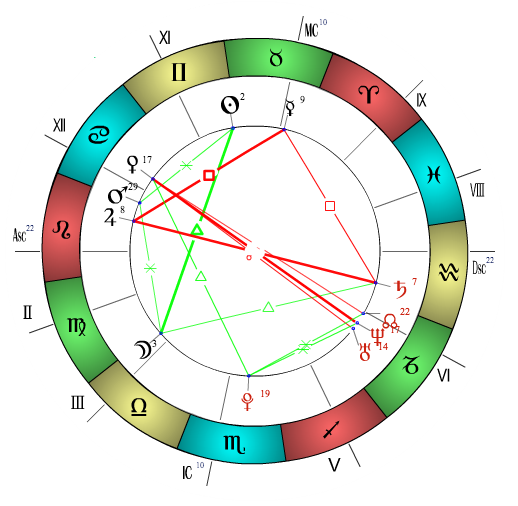 MC 10
XI
IX
♉
♊
♈
☉ 2
☿ 9
XII
♋
♀ 17
♂ 29
♃ 8
♓
VIII
Asc 22
♌
♒
Dsc 22
♄ 7
II
♍
☊ 22
♆ 17
♅ 14
☽ 3
♑
VI
III
♎
♇ 19
♏
♐
IC 10
V